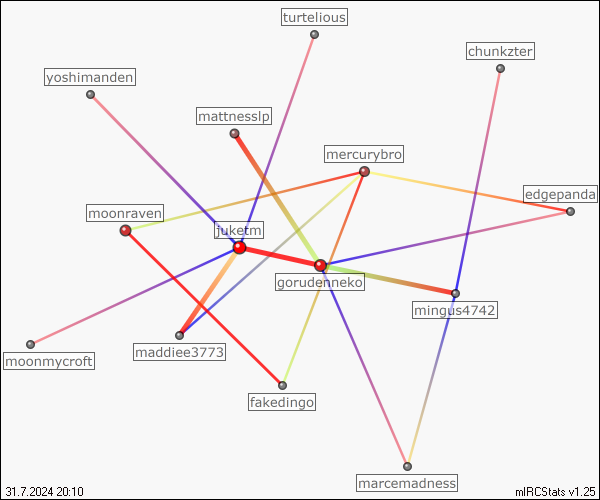 turtelious
chunkzter
yoshimanden
mattnesslp
mercurybro
edgepanda
moonraven
juketm
gorudenneko
mingus4742
maddiee3773
moonmycroft
fakedingo
marcemadness
31.7.2024 20:10
mIRCStats v1.25